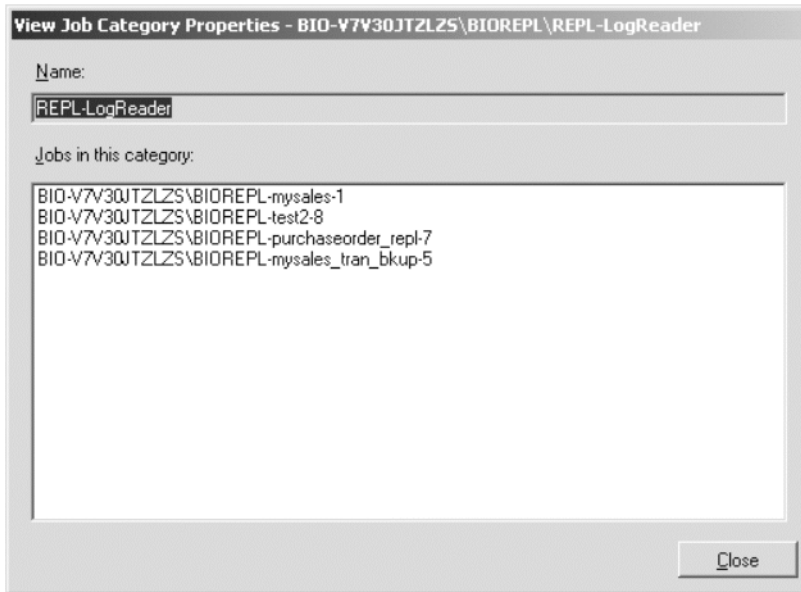 View Job Category Properties - BIO-V7V30JTZLZS\BIOREPL\REPL-LogReader
Name:
REPL-LogReader
Jobs in this category:
BIO-V7V30JTZLZS\BIOREPL-mysales-1
BIO-V7V30JTZLZS\BIOREPL-test2-8
BIO-V7V30JTZLZS\BIOREPL-purchaseorder_repl-7
BIO-V7V30JTZLZS\BIOREPL-mysales_tran_bkup-5
Close